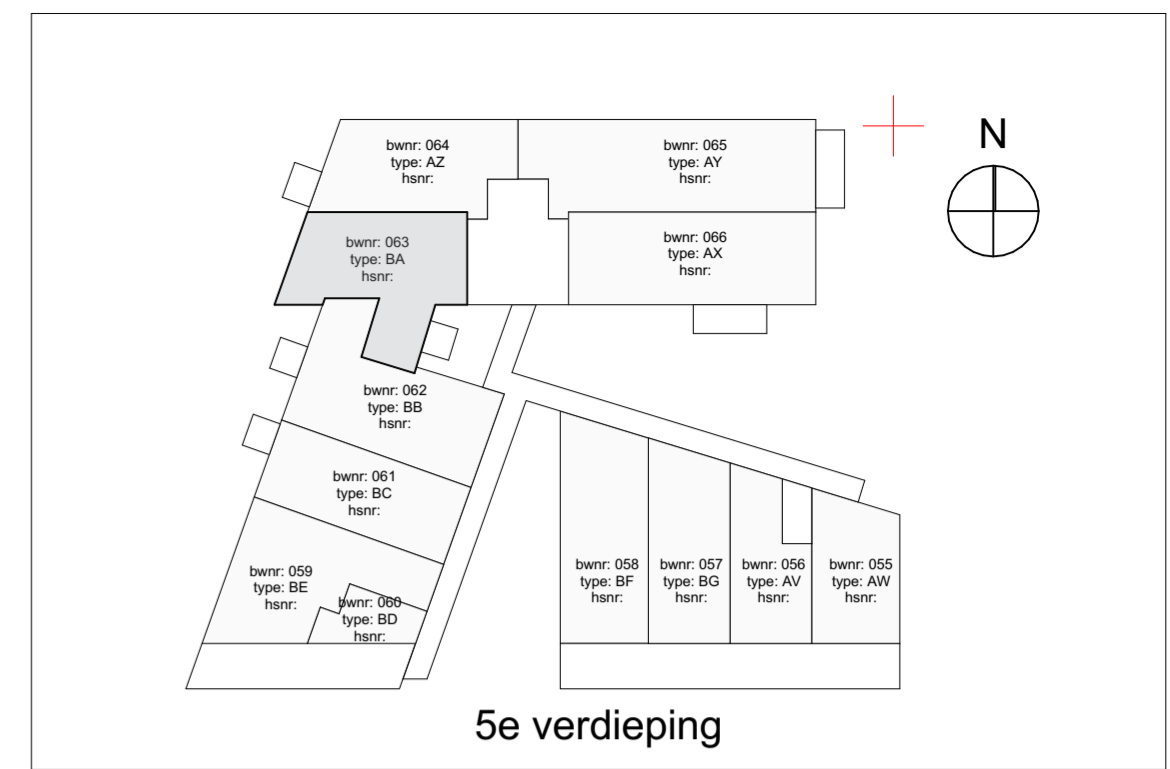 N
bwnr: 064
type: AZ
hsnr:
bwnr: 065
type: AY
hsnr:
bwnr: 063
type: BA
hsnr:
bwnr: 066
type: AX
hsnr:
bwnr: 062
type: BB
hsnr:
bwnr: 061
type: BC
hsnr:
bwnr: 059
type: BE
hsnr:
bwnr: 060
type: BD
hsnr:
bwnr: 058
type: BF
hsnr:
bwnr: 057
type: BG
hsnr:
bwnr: 056
type: AV
hsnr:
bwnr: 055
type: AW
hsnr:
5e verdieping